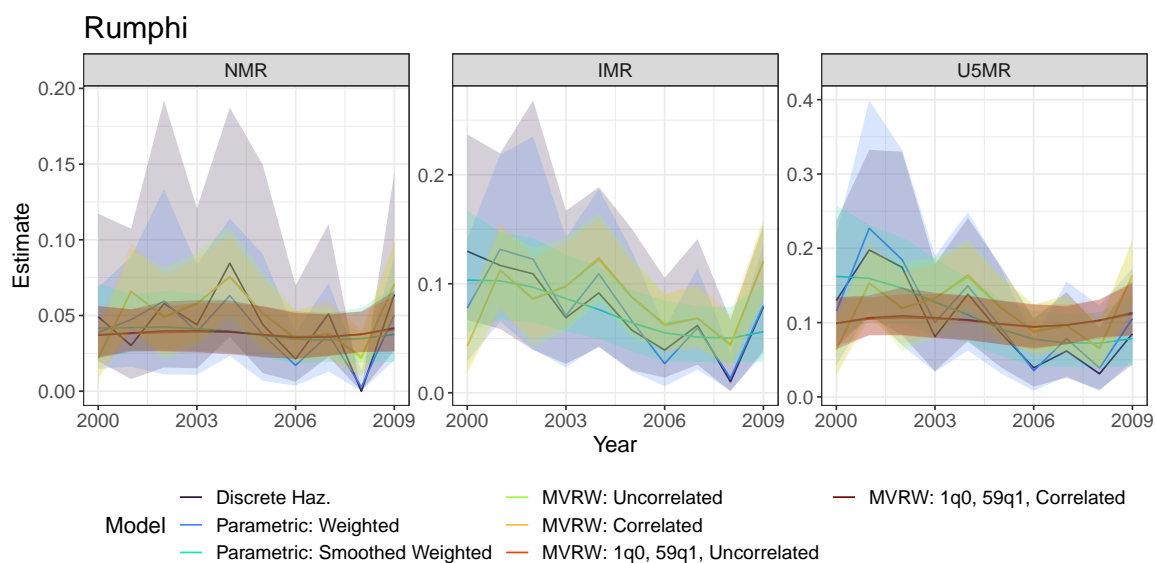 Rumphi
NMR
IMR
U5MR
Estimate
0.20
0.15
0.10
0.05
0.00
0.2
0.1
0.0
0.4
0.3
0.2
0.1
0.0
2000 2003 2006 2009
2000 2003 2006 2009
2000 2003 2006 2009
Year
Model
Discrete Haz.
Parametric: Weighted
Parametric: Smoothed Weighted
MVRW: Uncorrelated
MVRW: Correlated
MVRW: 1q0, 59q1, Uncorrelated
MVRW: 1q0, 59q1, Correlated